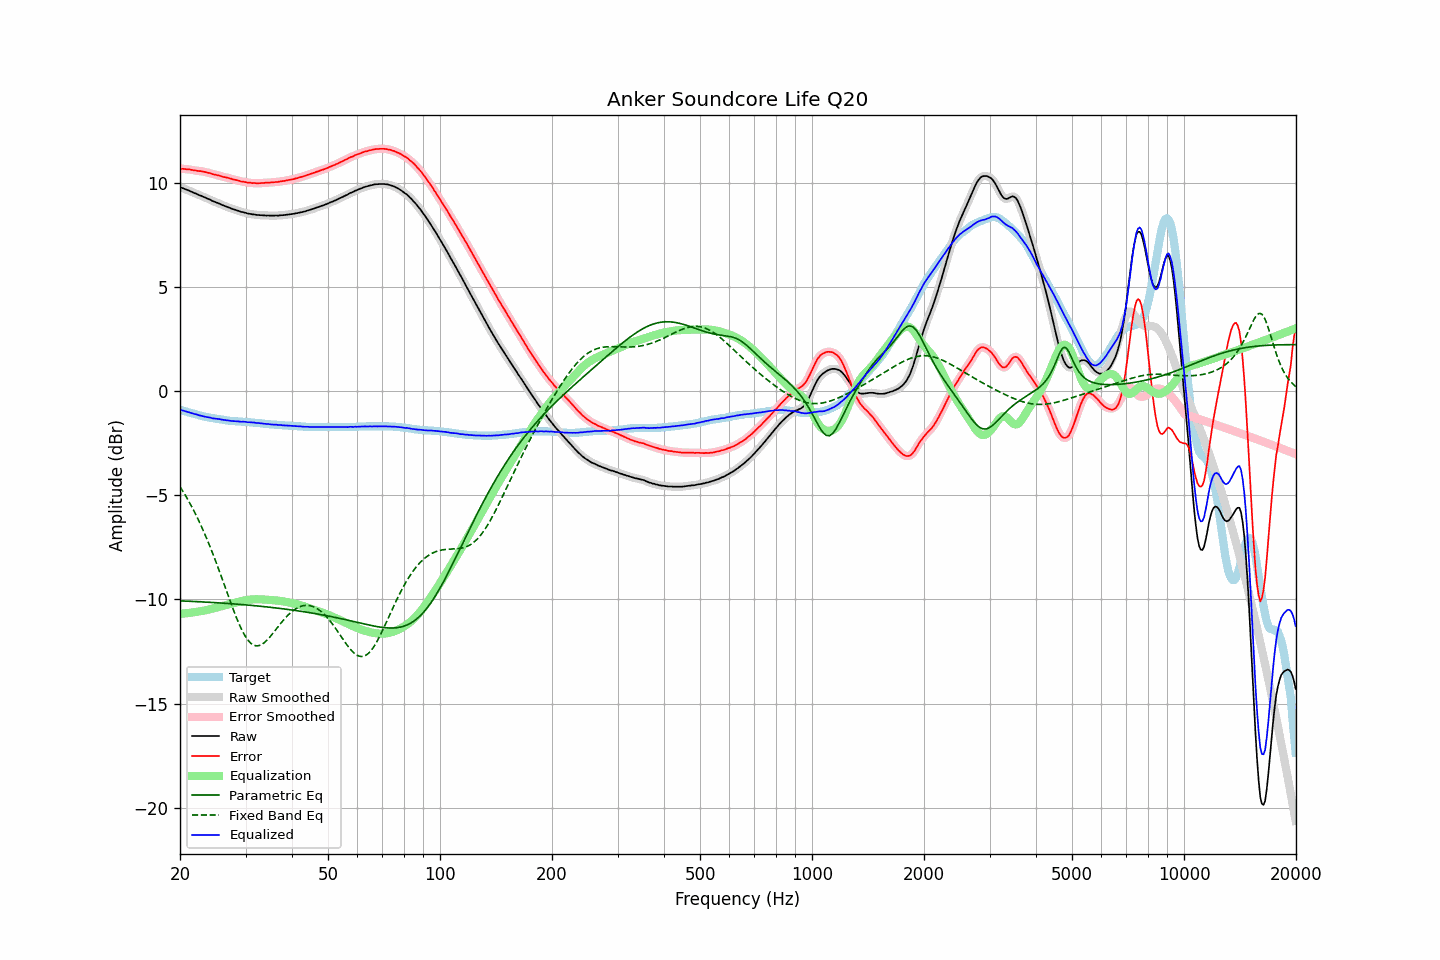 Anker Soundcore Life Q20
Amplitude (dBr)
10
5
0
−5
−10
−15
−20
Target
Raw Smoothed
Error Smoothed
Raw
Error
Equalization
Parametric Eq
Fixed Band Eq
Equalized
20 50 100 200 500 1000 2000 5000 10000 20000
Frequency (Hz)